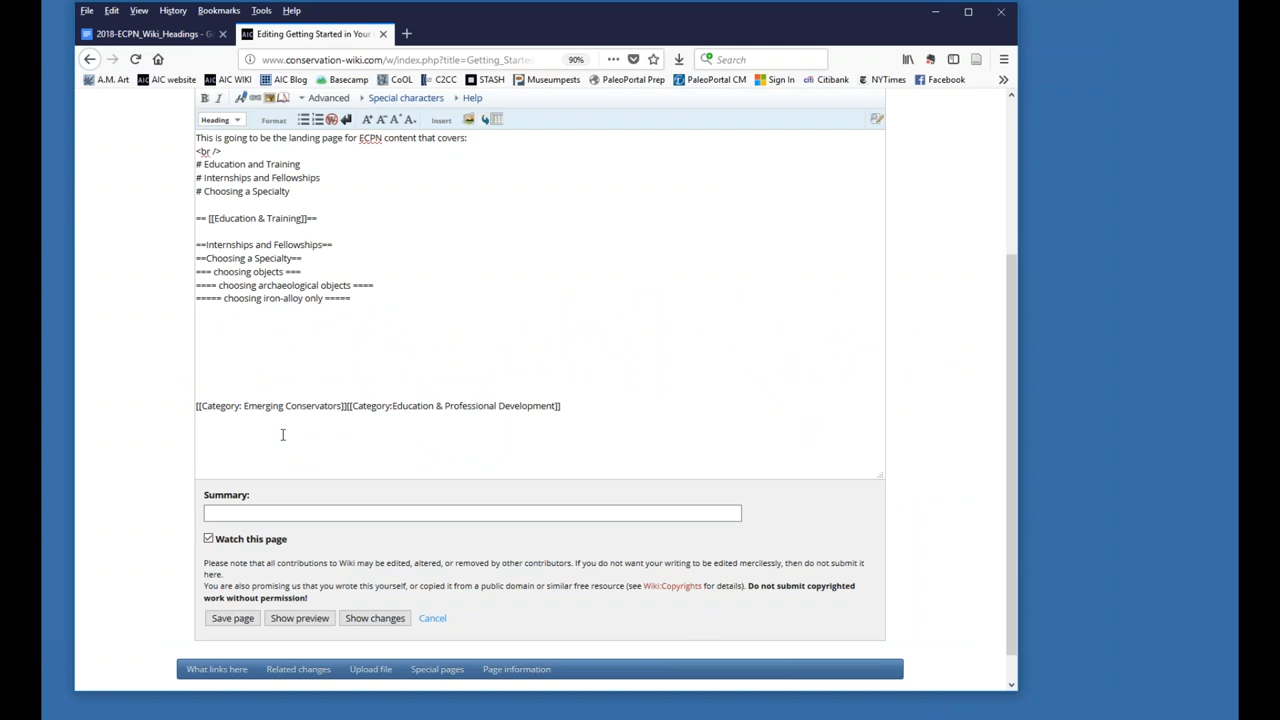 File Edit View History Bookmarks Tools Help
2018-ECPN_Wiki_Headings - G
Editing Getting Started in Your
www.conservation-wiki.com/w/index.php?title=Getting_Starte
90%
Search
A.M. Art AIC website AIC WIKI AIC Blog Basecamp CoOL C2CC STASH Museumpests PaleoPortal Prep PaleoPortal CM Sign In Citibank NYTimes Facebook
B I Advanced Special characters Help
Heading Format Insert
This is going to be the landing page for ECPN content that covers:
<br />
# Education and Training
# Internships and Fellowships
# Choosing a Specialty
== [[Education & Training]]==
==Internships and Fellowships==
==Choosing a Specialty==
=== choosing objects ===
==== choosing archaeological objects ====
===== choosing iron-alloy only =====
[[Category: Emerging Conservators]][[Category:Education & Professional Development]]
Summary:
Watch this page
Please note that all contributions to Wiki may be edited, altered, or removed by other contributors. If you do not want your writing to be edited mercilessly, then do not submit it
here.
You are also promising us that you wrote this yourself, or copied it from a public domain or similar free resource (see Wiki:Copyrights for details). Do not submit copyrighted
work without permission!
Save page Show preview Show changes Cancel
What links here Related changes Upload file Special pages Page information